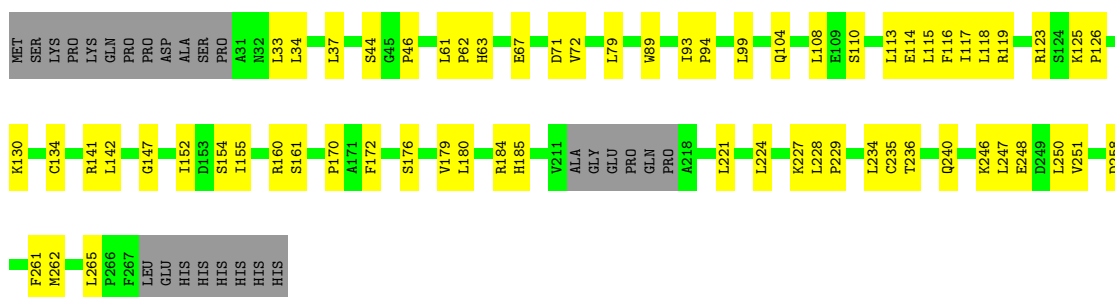 MET SER LYS PRO LYS GLN PRO PRO ASP ALA SER PRO A31 N32 L33 L34 L37 S44 G45 P46 L61 P62 H63 E67 D71 V72 L79 W89 I93 P94 L99 Q104 L108 E109 S110 L113 E114 L115 F116 I117 L118 R119 R123 S124 K125 P126
K130 C134 R141 L142 G147 I152 D153 S154 I155 R160 S161 P170 A171 F172 S176 V179 L180 R184 H185 V211 ALA GLY GLU PRO GLN PRO A218 L221 L224 K227 L228 P229 L234 C235 T236 Q240 K246 L247 E248 D249 L250 V251
F261 M262 L265 P266 F267 LEU GLU HIS HIS HIS HIS HIS HIS